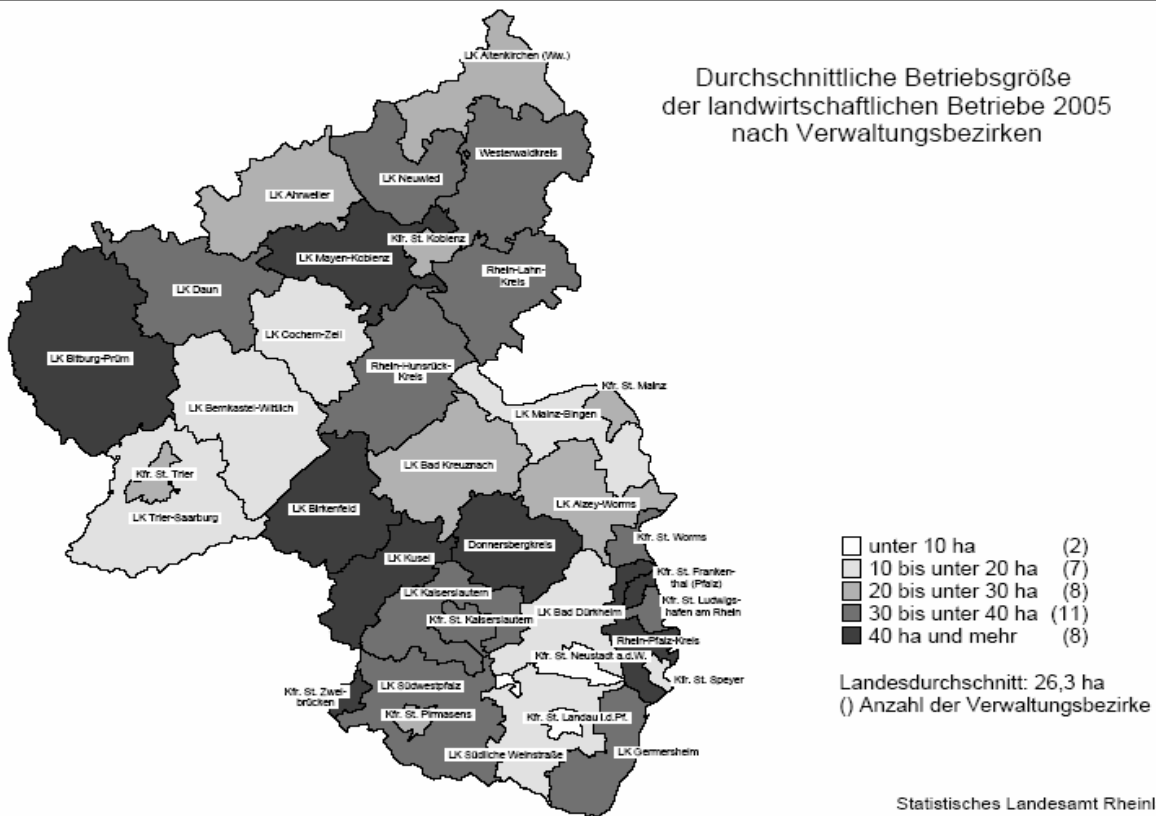 Durchschnittliche Betriebsgröße
der landwirtschaftlichen Betriebe 2005
nach Verwaltungsbezirken
LK Altenkirchen (Ww.)
Westerwaldkreis
LK Neuwied
LK Ahrweiler
Kfr. St. Koblenz
LK Mayen-Koblenz
Rhein-Lahn-
Kreis
LK Daun
LK Cochem-Zell
LK Bitburg-Prüm
Rhein-Hunsrück-
Kreis
Kfr. St. Mainz
LK Bernkastel-Wittlich
LK Mainz-Bingen
LK Bad Kreuznach
Kfr. St. Trier
LK Alzey-Worms
LK Trier-Saarburg
LK Birkenfeld
Kfr. St. Worms
Donnersbergkreis
LK Kusel
Kfr. St. Franken-
thal (Pfalz)
LK Kaiserslautern
Kfr. St. Ludwigs-
hafen am Rhein
LK Bad Dürkheim
Kfr. St. Kaiserslautern
Rhein-Pfalz-Kreis
Kfr. St. Neustadt a.d.W.
Kfr. St. Speyer
LK Südwestpfalz
Kfr. St. Zwei-
brücken
Kfr. St. Pirmasens
Kfr. St. Landau i.d.Pf.
LK Südliche Weinstraße
LK Germersheim
unter 10 ha (2)
10 bis unter 20 ha (7)
20 bis unter 30 ha (8)
30 bis unter 40 ha (11)
40 ha und mehr (8)
Landesdurchschnitt: 26,3 ha
() Anzahl der Verwaltungsbezirke
Statistisches Landesamt Rheinl